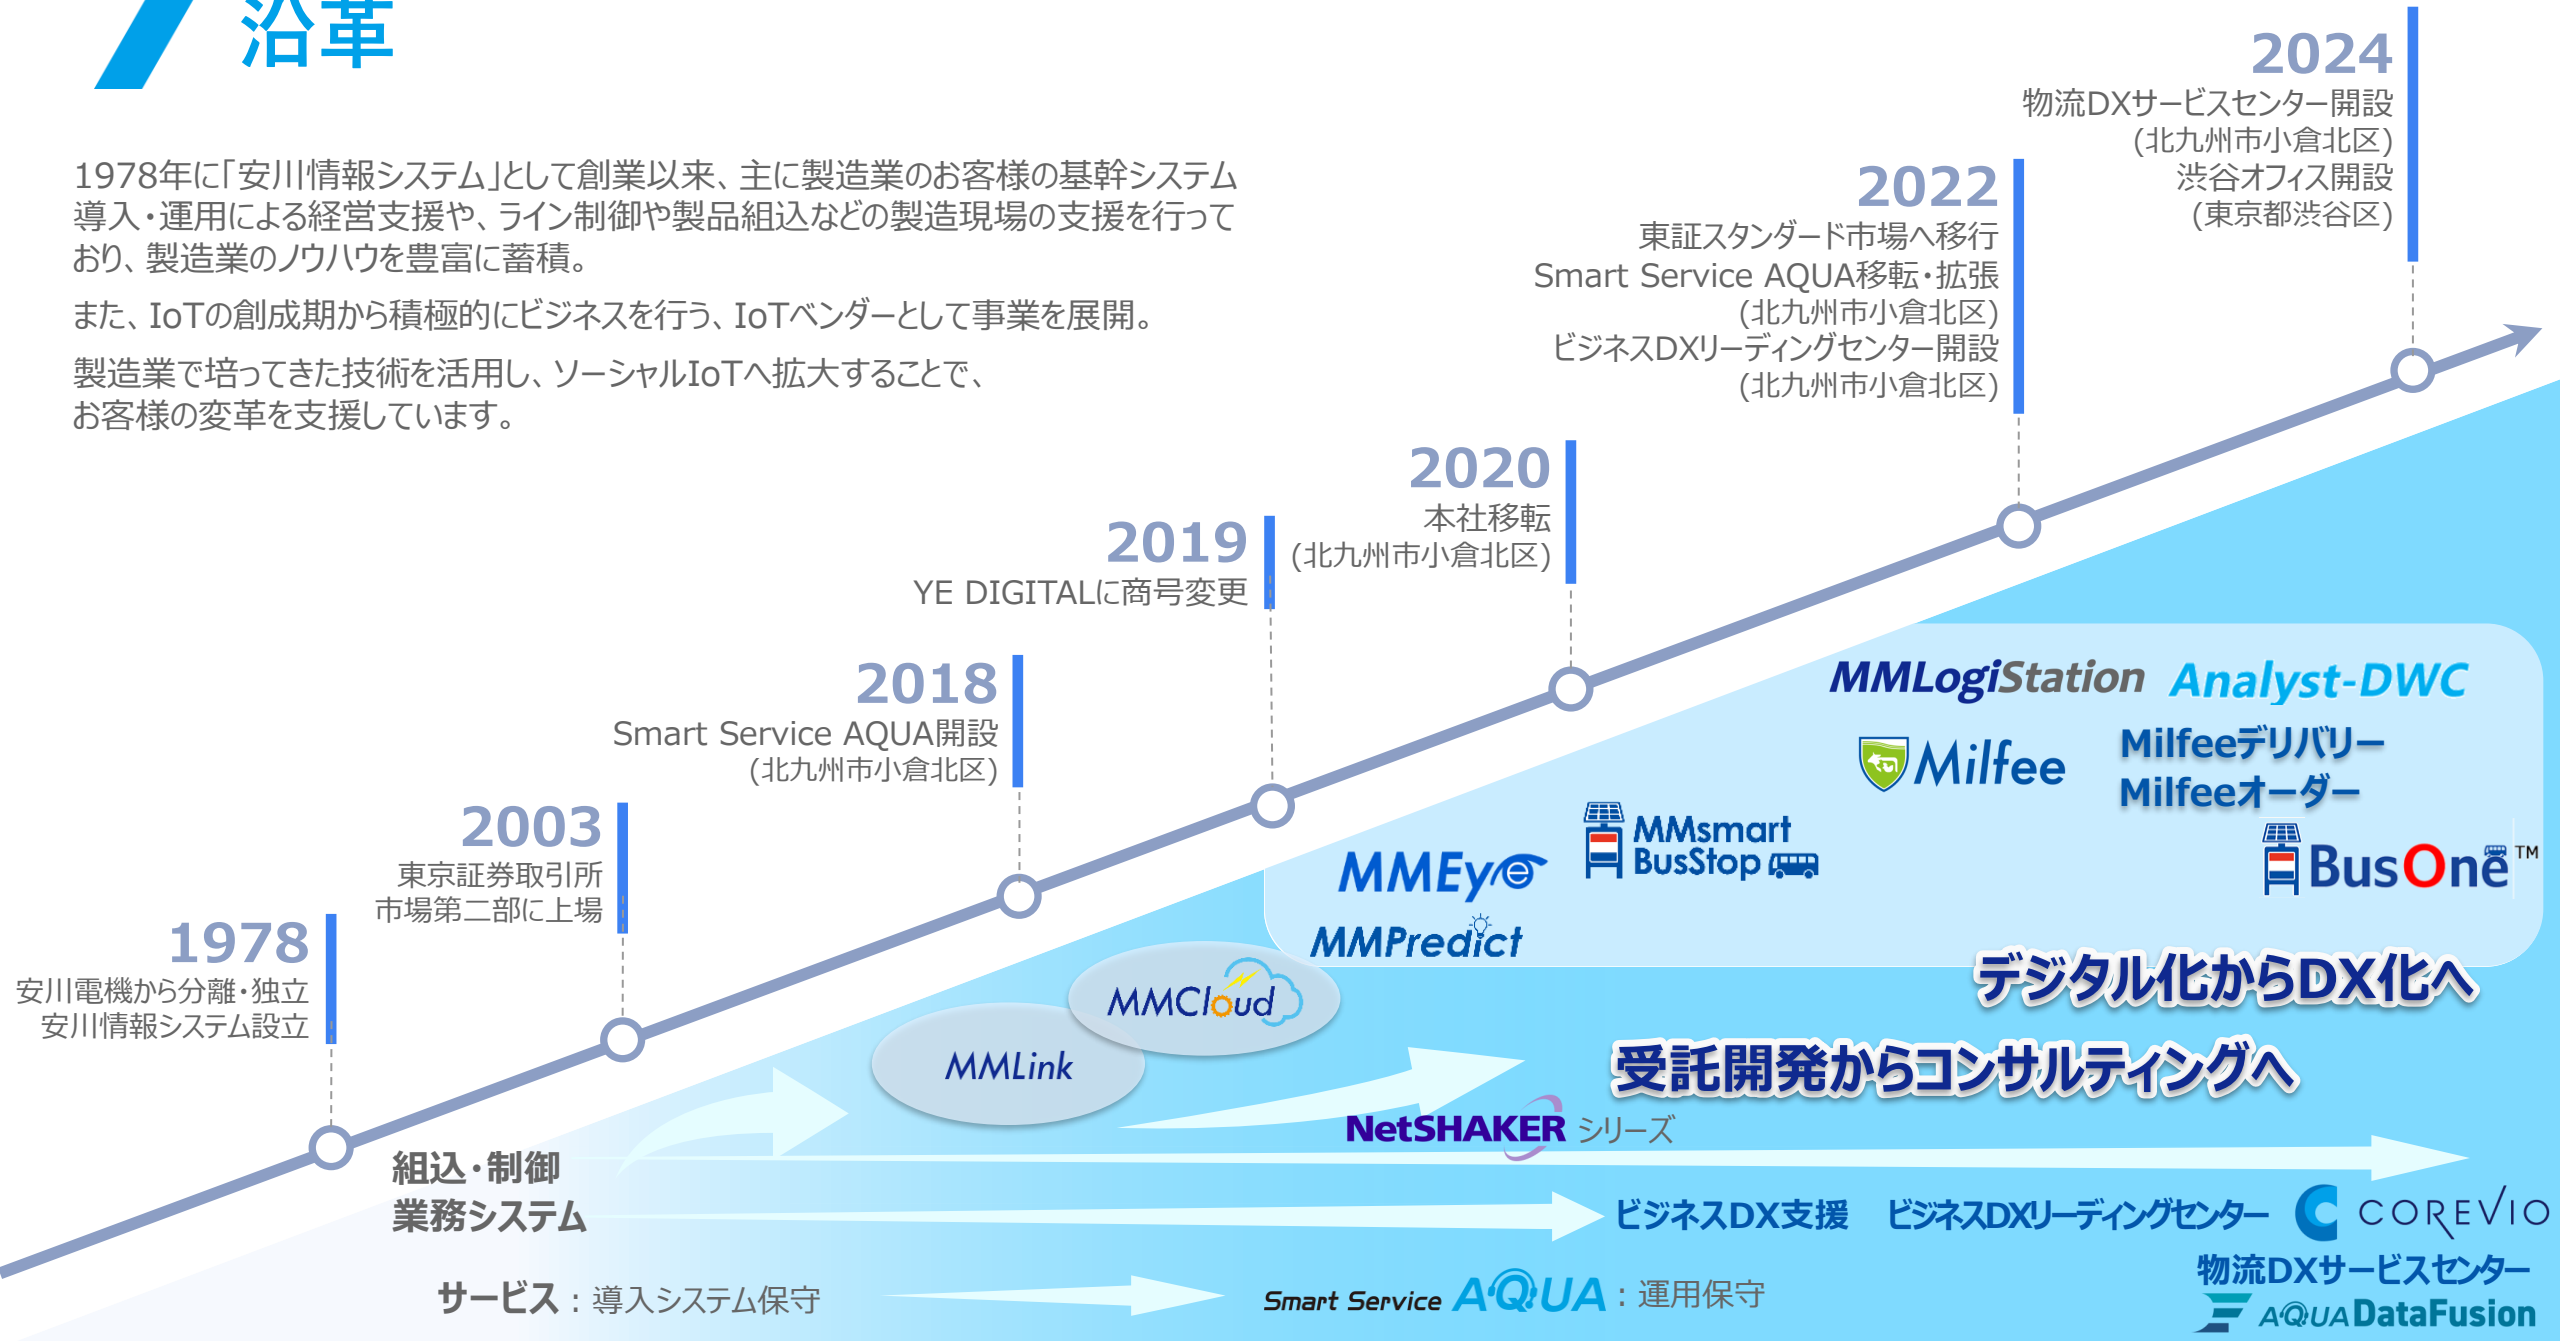 沿革
1978年に「安川情報システム」として創業以来、主に製造業のお客様の基幹システム
導入・運用による経営支援や、ライン制御や製品組込などの製造現場の支援を行って
おり、製造業のノウハウを豊富に蓄積。
また、IoTの創成期から積極的にビジネスを行う、IoTベンダーとして事業を展開。
製造業で培ってきた技術を活用し、ソーシャルIoTへ拡大することで、
お客様の変革を支援しています。
1978
安川電機から分離・独立
安川情報システム設立
2003
東京証券取引所
市場第二部に上場
2018
Smart Service AQUA開設
(北九州市小倉北区)
2019
YE DIGITALに商号変更
2020
本社移転
(北九州市小倉北区)
2022
東証スタンダード市場へ移行
Smart Service AQUA移転・拡張
(北九州市小倉北区)
ビジネスDXリーディングセンター開設
(北九州市小倉北区)
2024
物流DXサービスセンター開設
(北九州市小倉北区)
渋谷オフィス開設
(東京都渋谷区)
MMLogiStation
Analyst-DWC
Milfee
Milfeeデリバリー
Milfeeオーダー
MMsmart
BusStop
BusOne™
MMEye
MMPredict
MMCloud
MMLink
デジタル化からDX化へ
受託開発からコンサルティングへ
NetSHAKER シリーズ
組込・制御
業務システム
ビジネスDX支援
ビジネスDXリーディングセンター
COREVIO
物流DXサービスセンター
サービス：導入システム保守
Smart Service AQUA：運用保守
AQUA DataFusion